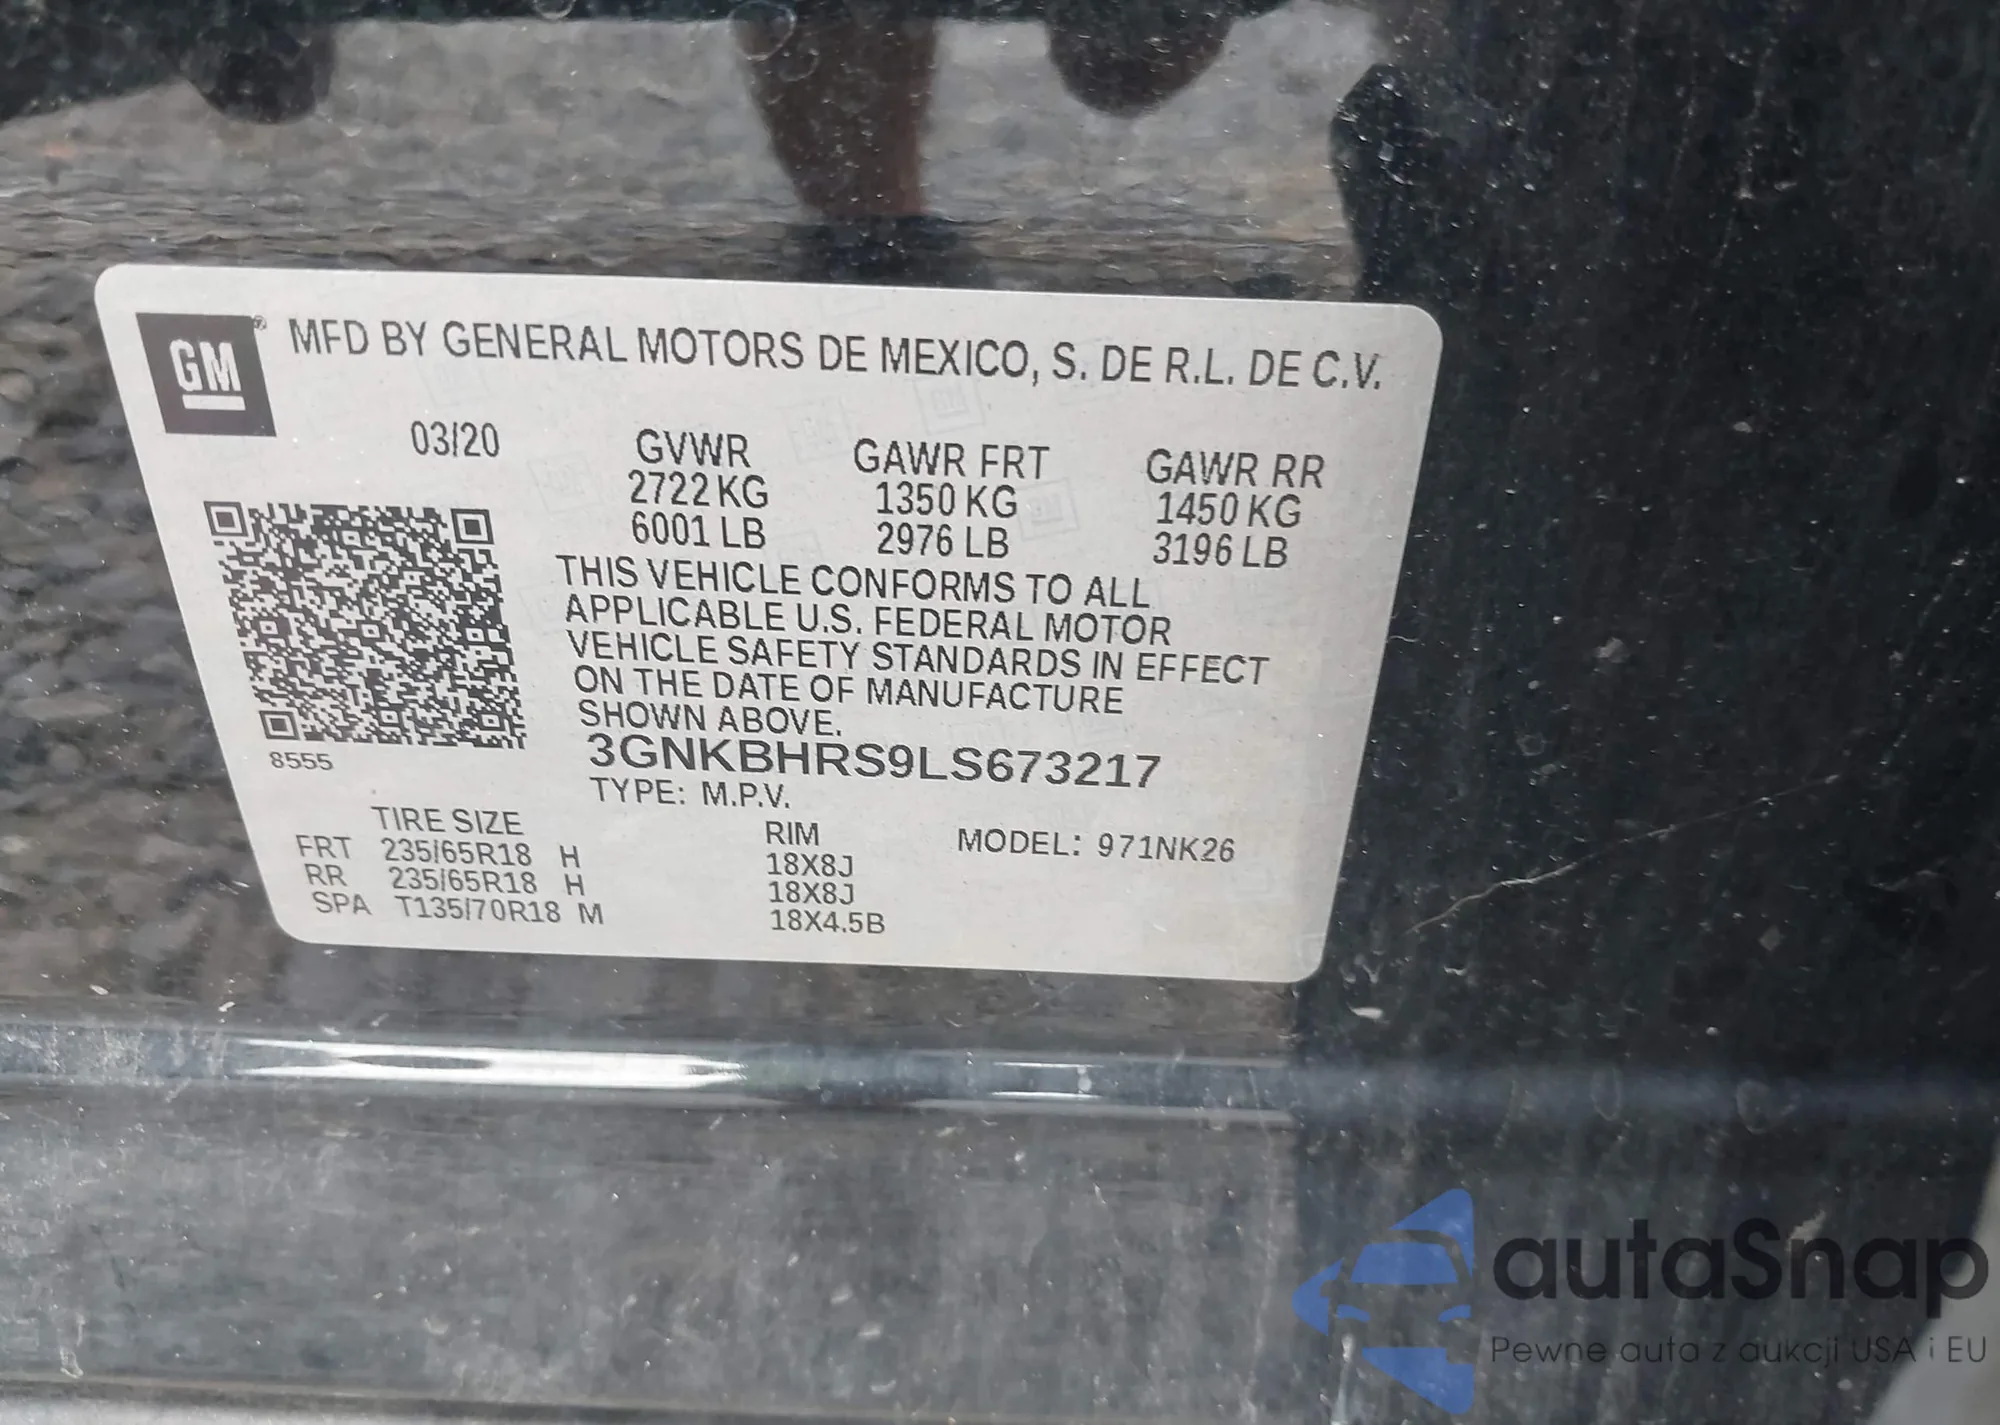 GM® MFD BY GENERAL MOTORS DE MEXICO, S. DE R.L. DE C.V.
03/20 GVWR GAWR FRT GAWR RR
2722 KG 1350 KG 1450 KG
6001 LB 2976 LB 3196 LB
THIS VEHICLE CONFORMS TO ALL
APPLICABLE U.S. FEDERAL MOTOR
VEHICLE SAFETY STANDARDS IN EFFECT
ON THE DATE OF MANUFACTURE
SHOWN ABOVE.
8555 3GNKBHRS9LS673217
TYPE: M.P.V.
TIRE SIZE RIM MODEL: 971NK26
FRT 235/65R18 H 18X8J
RR 235/65R18 H 18X8J
SPA T135/70R18 M 18X4.5B
autaSnap
Pewne auta z aukcji USA i EU